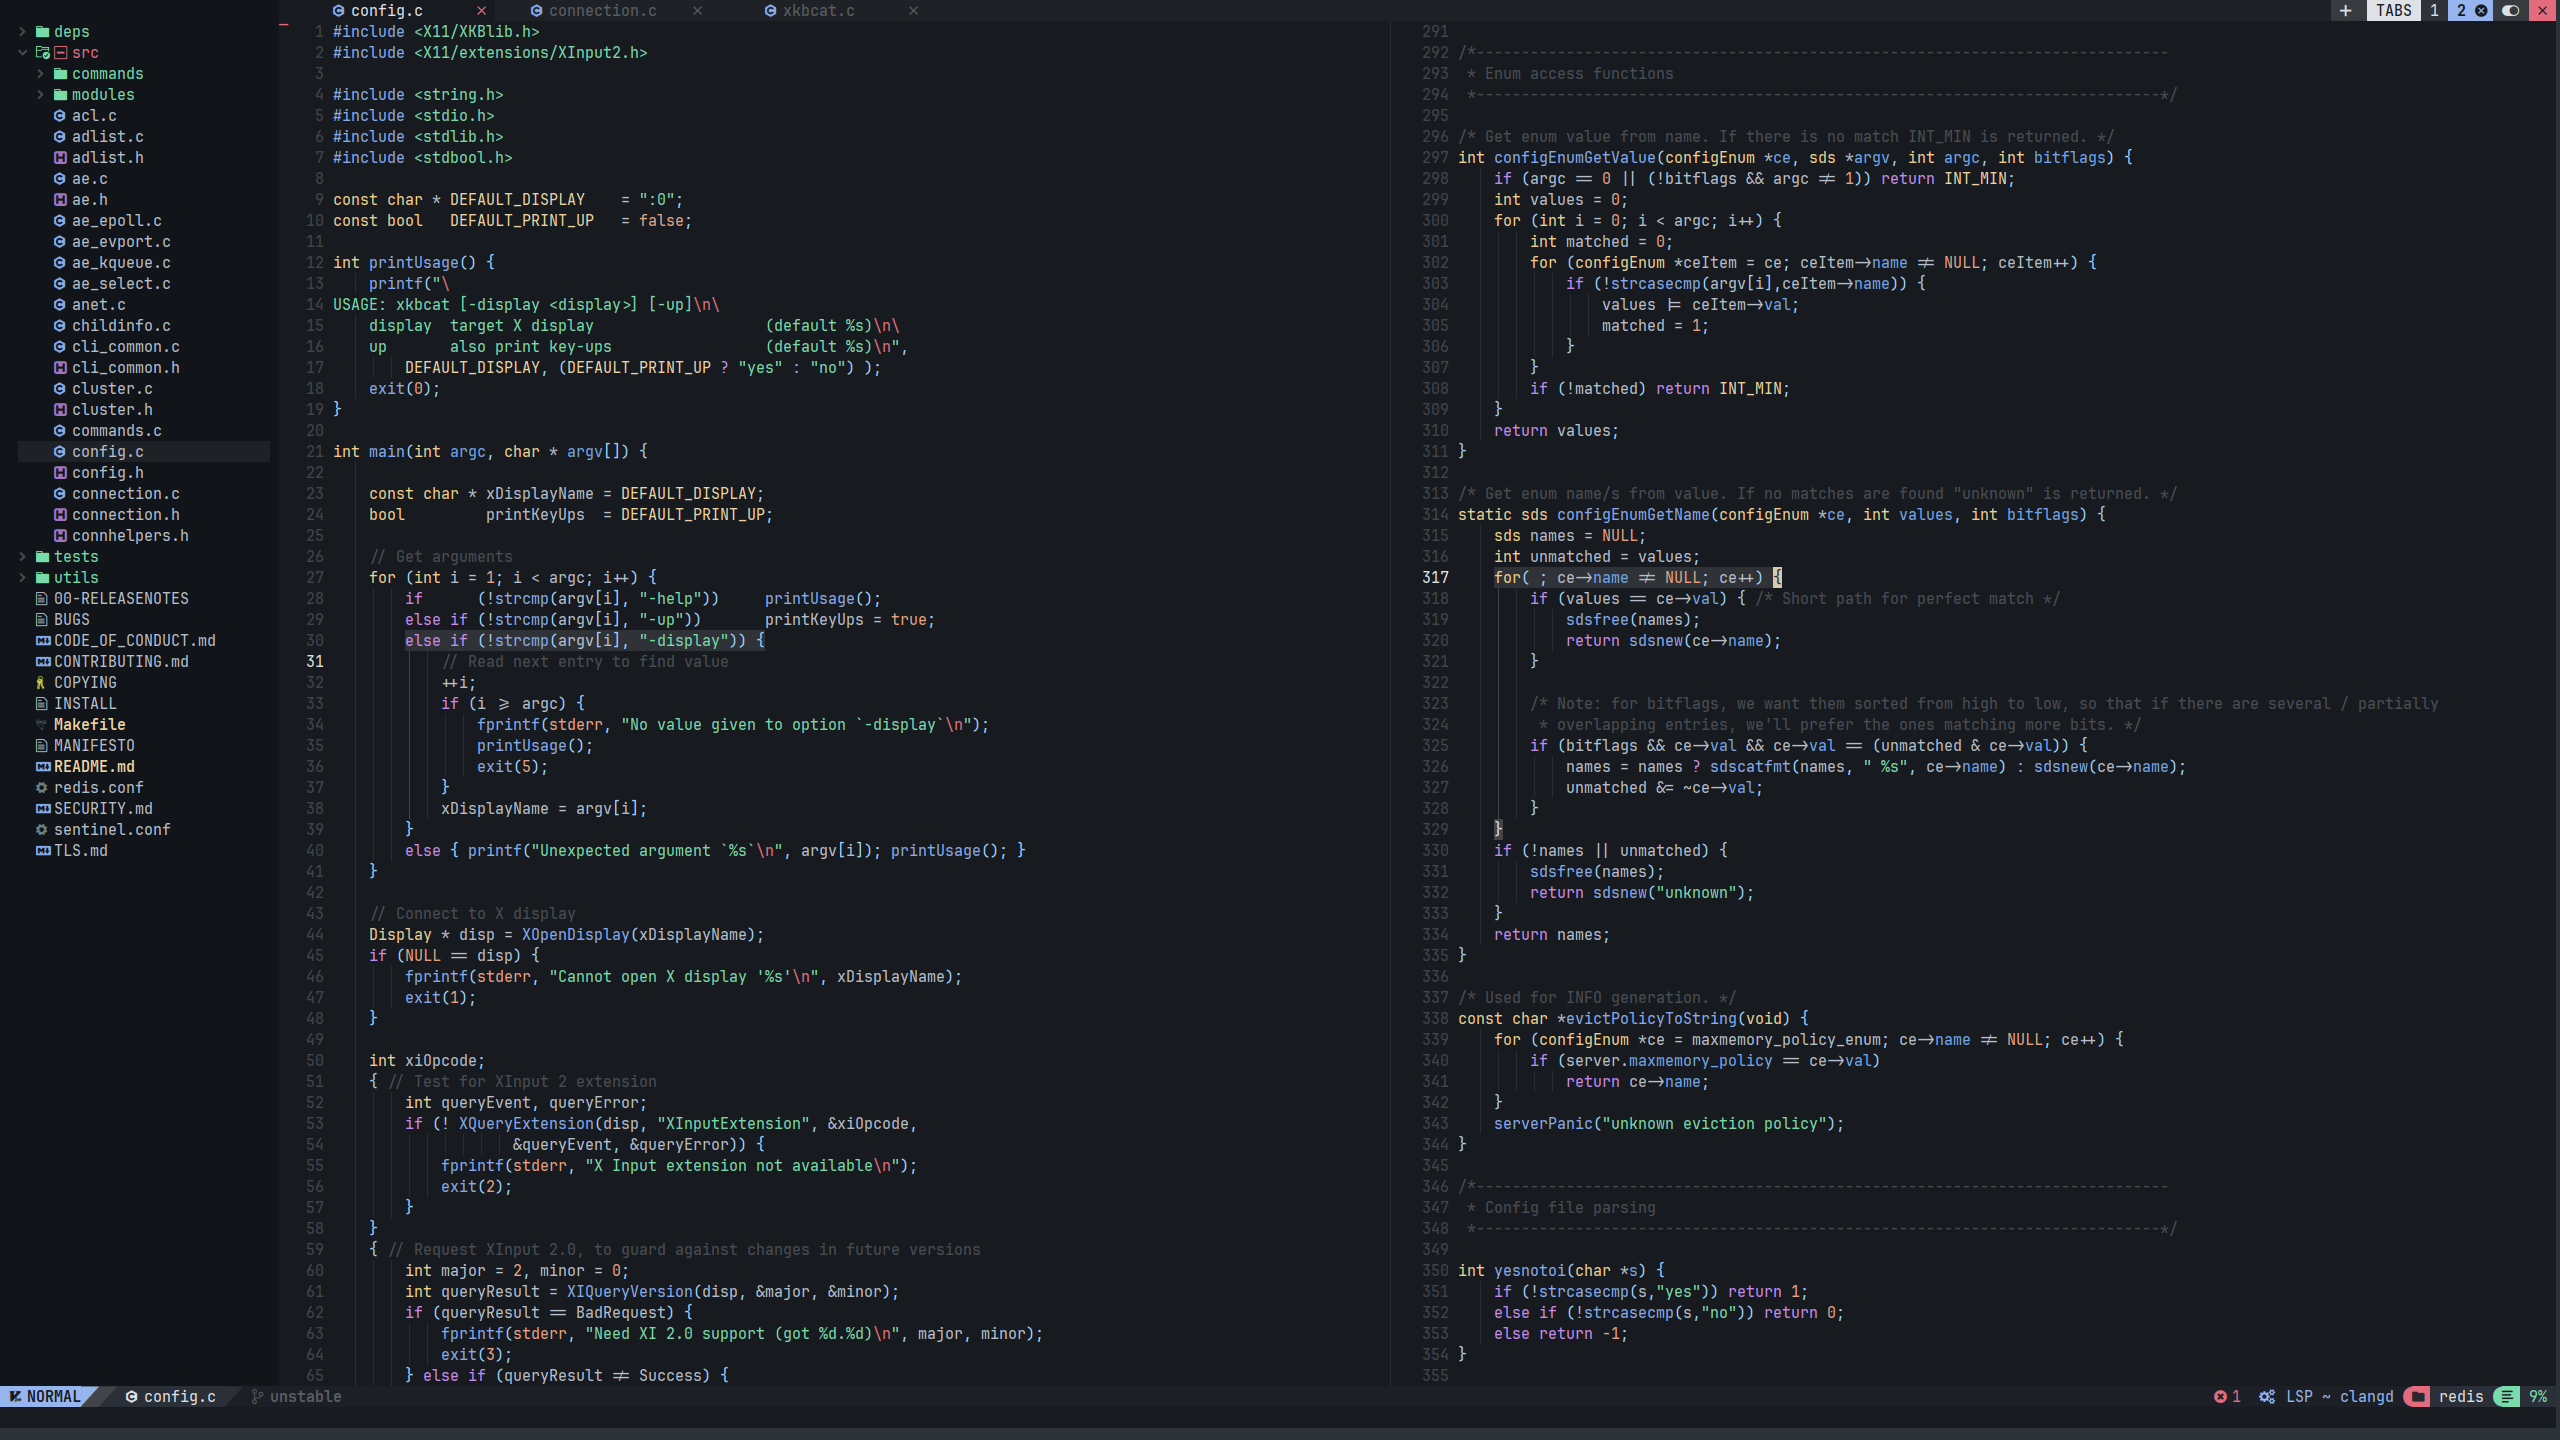 config.c
connection.c
xkbcat.c
TABS 1 2
deps
src
commands
modules
acl.c
adlist.c
adlist.h
ae.c
ae.h
ae_epoll.c
ae_evport.c
ae_kqueue.c
ae_select.c
anet.c
childinfo.c
cli_common.c
cli_common.h
cluster.c
cluster.h
commands.c
config.c
config.h
connection.c
connection.h
connhelpers.h
tests
utils
00-RELEASENOTES
BUGS
CODE_OF_CONDUCT.md
CONTRIBUTING.md
COPYING
INSTALL
Makefile
MANIFESTO
README.md
redis.conf
SECURITY.md
sentinel.conf
TLS.md
1 #include <X11/XKBlib.h>
2 #include <X11/extensions/XInput2.h>
3
4 #include <string.h>
5 #include <stdio.h>
6 #include <stdlib.h>
7 #include <stdbool.h>
8
9 const char * DEFAULT_DISPLAY    = ":0";
10 const bool   DEFAULT_PRINT_UP   = false;
11
12 int printUsage() {
13     printf("\
14 USAGE: xkbcat [-display <display>] [-up]\n\
15     display  target X display                   (default %s)\n\
16     up       also print key-ups                 (default %s)\n",
17         DEFAULT_DISPLAY, (DEFAULT_PRINT_UP ? "yes" : "no") );
18     exit(0);
19 }
20
21 int main(int argc, char * argv[]) {
22
23     const char * xDisplayName = DEFAULT_DISPLAY;
24     bool         printKeyUps  = DEFAULT_PRINT_UP;
25
26     // Get arguments
27     for (int i = 1; i < argc; i++) {
28         if      (!strcmp(argv[i], "-help"))     printUsage();
29         else if (!strcmp(argv[i], "-up"))       printKeyUps = true;
30         else if (!strcmp(argv[i], "-display")) {
31             // Read next entry to find value
32             ++i;
33             if (i >= argc) {
34                 fprintf(stderr, "No value given to option `-display`\n");
35                 printUsage();
36                 exit(5);
37             }
38             xDisplayName = argv[i];
39         }
40         else { printf("Unexpected argument `%s`\n", argv[i]); printUsage(); }
41     }
42
43     // Connect to X display
44     Display * disp = XOpenDisplay(xDisplayName);
45     if (NULL == disp) {
46         fprintf(stderr, "Cannot open X display '%s'\n", xDisplayName);
47         exit(1);
48     }
49
50     int xiOpcode;
51     { // Test for XInput 2 extension
52         int queryEvent, queryError;
53         if (! XQueryExtension(disp, "XInputExtension", &xiOpcode,
54                     &queryEvent, &queryError)) {
55             fprintf(stderr, "X Input extension not available\n");
56             exit(2);
57         }
58     }
59     { // Request XInput 2.0, to guard against changes in future versions
60         int major = 2, minor = 0;
61         int queryResult = XIQueryVersion(disp, &major, &minor);
62         if (queryResult == BadRequest) {
63             fprintf(stderr, "Need XI 2.0 support (got %d.%d)\n", major, minor);
64             exit(3);
65         } else if (queryResult != Success) {
291
292 /*-----------------------------------------------------------------------------
293  * Enum access functions
294  *----------------------------------------------------------------------------*/
295
296 /* Get enum value from name. If there is no match INT_MIN is returned. */
297 int configEnumGetValue(configEnum *ce, sds *argv, int argc, int bitflags) {
298     if (argc == 0 || (!bitflags && argc != 1)) return INT_MIN;
299     int values = 0;
300     for (int i = 0; i < argc; i++) {
301         int matched = 0;
302         for (configEnum *ceItem = ce; ceItem->name != NULL; ceItem++) {
303             if (!strcasecmp(argv[i],ceItem->name)) {
304                 values |= ceItem->val;
305                 matched = 1;
306             }
307         }
308         if (!matched) return INT_MIN;
309     }
310     return values;
311 }
312
313 /* Get enum name/s from value. If no matches are found "unknown" is returned. */
314 static sds configEnumGetName(configEnum *ce, int values, int bitflags) {
315     sds names = NULL;
316     int unmatched = values;
317     for( ; ce->name != NULL; ce++) {
318         if (values == ce->val) { /* Short path for perfect match */
319             sdsfree(names);
320             return sdsnew(ce->name);
321         }
322
323         /* Note: for bitflags, we want them sorted from high to low, so that if there are several / partially
324          * overlapping entries, we'll prefer the ones matching more bits. */
325         if (bitflags && ce->val && ce->val == (unmatched & ce->val)) {
326             names = names ? sdscatfmt(names, " %s", ce->name) : sdsnew(ce->name);
327             unmatched &= ~ce->val;
328         }
329     }
330     if (!names || unmatched) {
331         sdsfree(names);
332         return sdsnew("unknown");
333     }
334     return names;
335 }
336
337 /* Used for INFO generation. */
338 const char *evictPolicyToString(void) {
339     for (configEnum *ce = maxmemory_policy_enum; ce->name != NULL; ce++) {
340         if (server.maxmemory_policy == ce->val)
341             return ce->name;
342     }
343     serverPanic("unknown eviction policy");
344 }
345
346 /*-----------------------------------------------------------------------------
347  * Config file parsing
348  *----------------------------------------------------------------------------*/
349
350 int yesnotoi(char *s) {
351     if (!strcasecmp(s,"yes")) return 1;
352     else if (!strcasecmp(s,"no")) return 0;
353     else return -1;
354 }
355
NORMAL config.c unstable
1 LSP ~ clangd redis 9%